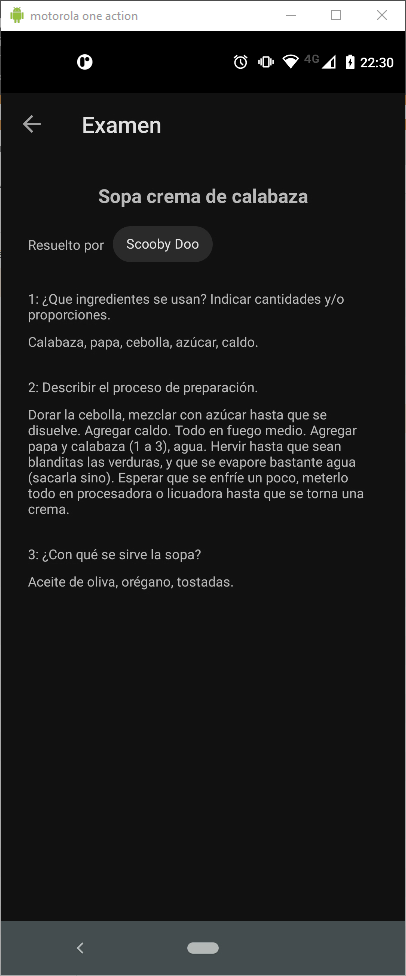 motorola one action
4G 22:30
Examen
Sopa crema de calabaza
Resuelto por Scooby Doo
1: ¿Que ingredientes se usan? Indicar cantidades y/o
proporciones.
Calabaza, papa, cebolla, azúcar, caldo.
2: Describir el proceso de preparación.
Dorar la cebolla, mezclar con azúcar hasta que se
disuelve. Agregar caldo. Todo en fuego medio. Agregar
papa y calabaza (1 a 3), agua. Hervir hasta que sean
blanditas las verduras, y que se evapore bastante agua
(sacarla sino). Esperar que se enfríe un poco, meterlo
todo en procesadora o licuadora hasta que se torna una
crema.
3: ¿Con qué se sirve la sopa?
Aceite de oliva, orégano, tostadas.